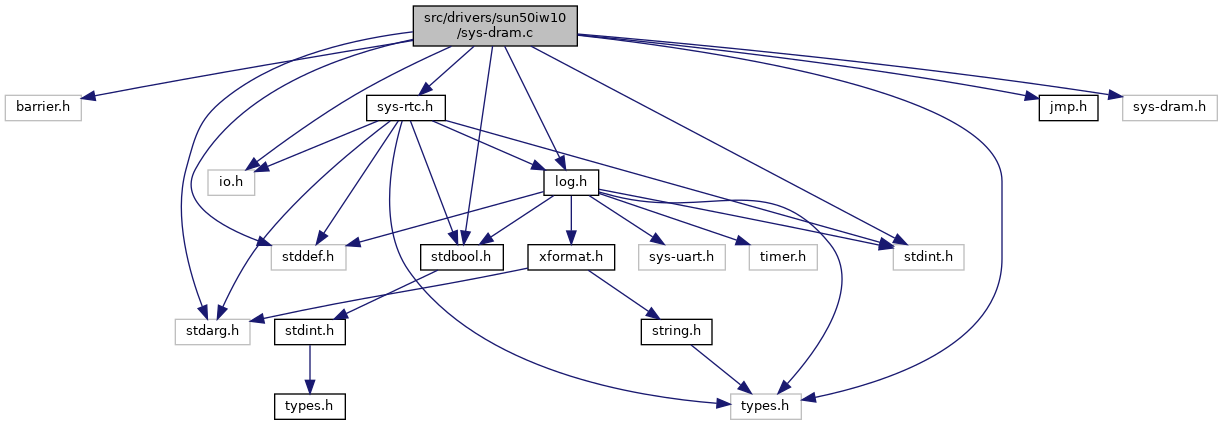 src/drivers/sun50iw10
/sys-dram.c
barrier.h
sys-rtc.h
jmp.h
sys-dram.h
io.h
log.h
stddef.h
stdbool.h
xformat.h
sys-uart.h
timer.h
stdint.h
stdarg.h
stdint.h
string.h
types.h
types.h